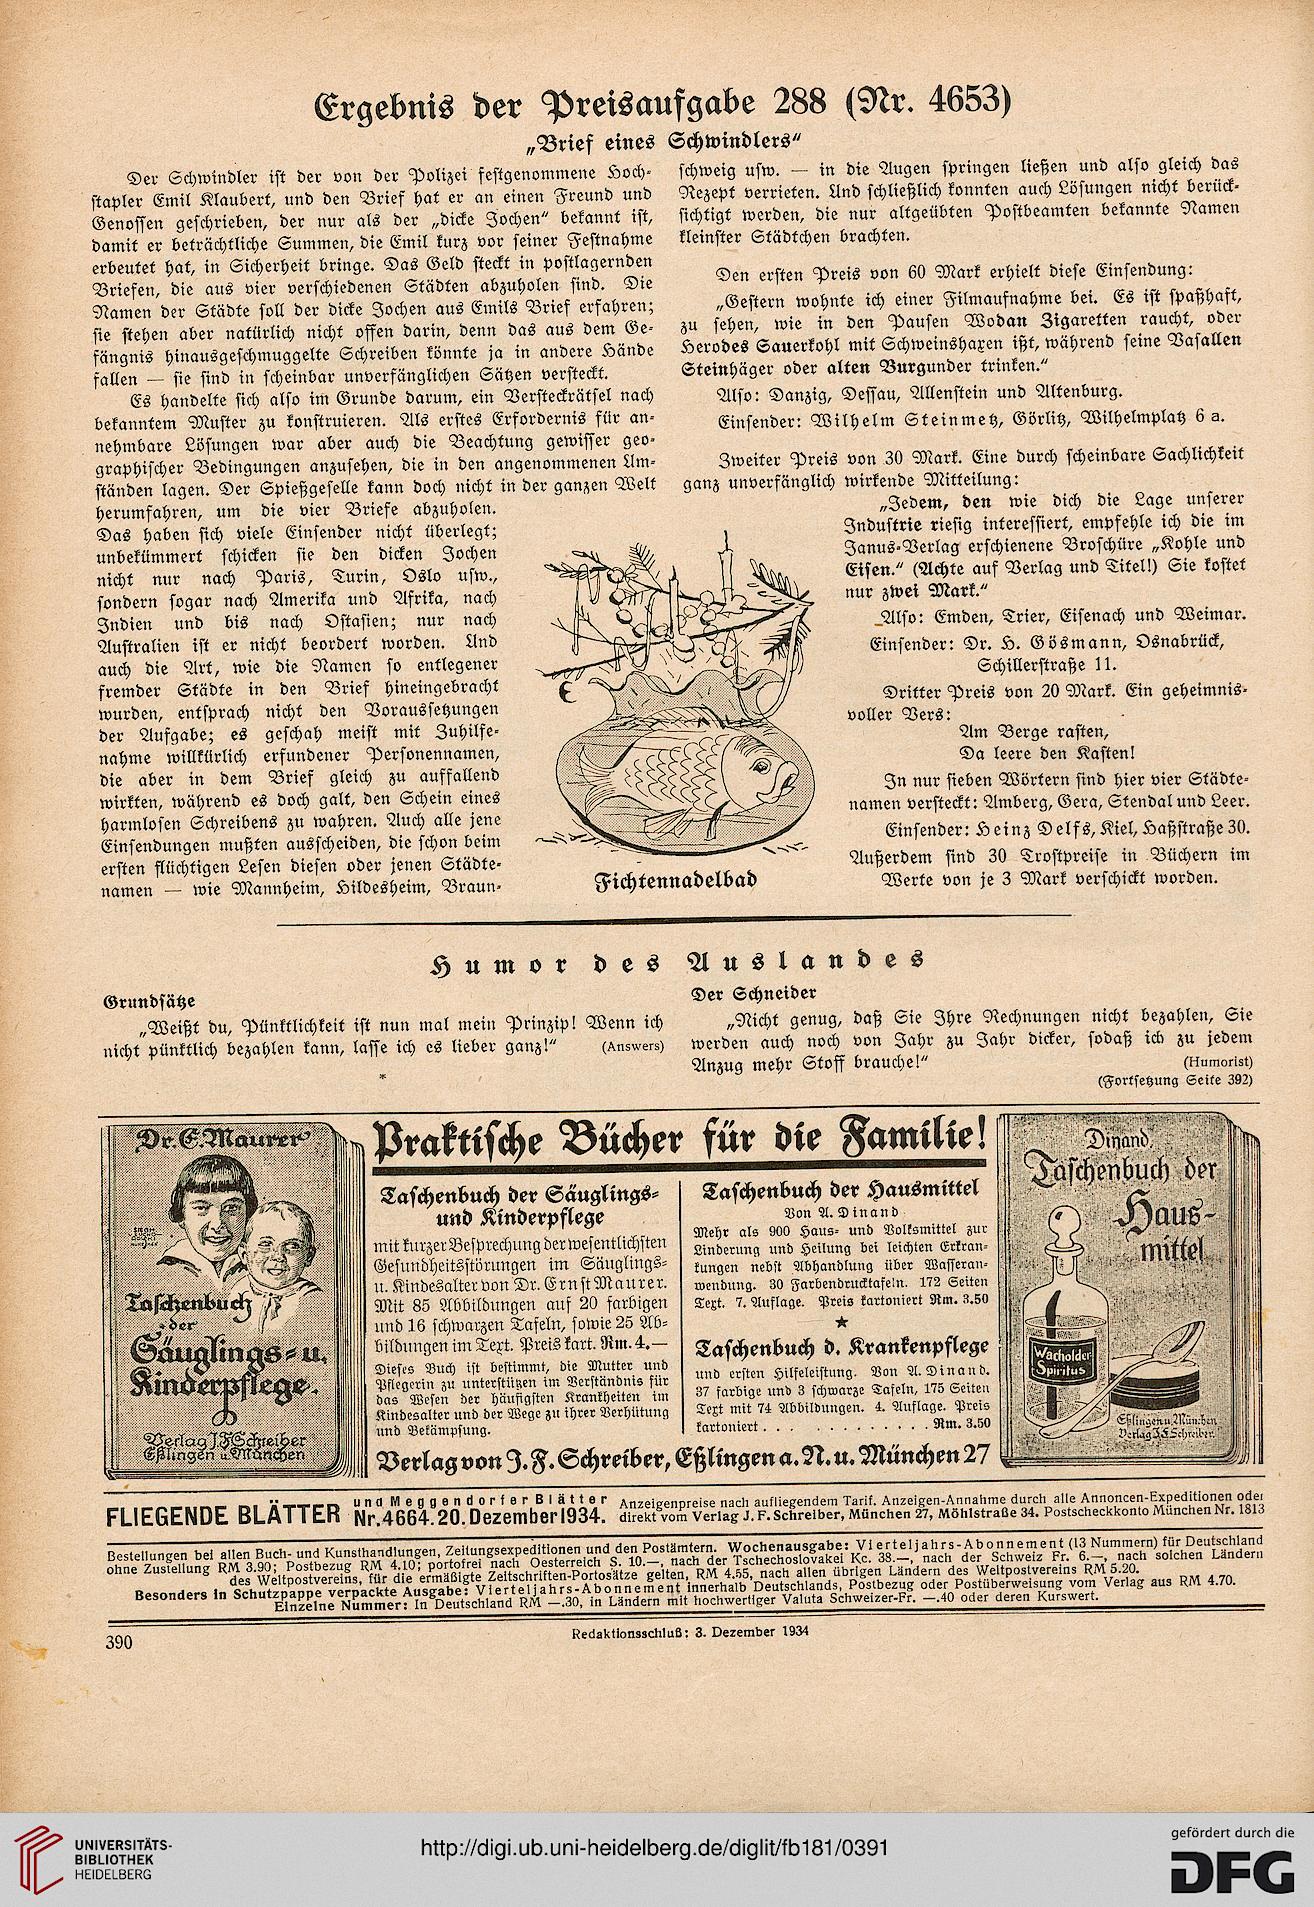 Ergebnis der Preisaufgabe 288 (Nr. 4653)
„Brief eines Schwindlers“
Der Schwindler ist der von der Polizei festgenommene Hoch-
stapler Emil Klaubert, und den Brief hat er an einen Freund und
Genossen geschrieben, der nur als der „dicke Jochen“ bekannt ist,
damit er beträchtliche Summen, die Emil kurz vor seiner Festnahme
erbeutet hat, in Sicherheit bringe. Das Geld steckt in postlagernden
Briefen, die aus vier verschiedenen Städten abzuholen sind. Die
Namen der Städte soll der dicke Jochen aus Emils Brief erfahren;
sie stehen aber natürlich nicht offen darin, denn das aus dem Ge-
fängnis hinausgeschmuggelte Schreiben könnte ja in andere Hände
fallen — sie sind in scheinbar unverfänglichen Sätzen versteckt.
Es handelte sich also im Grunde darum, ein Versteckrätsel nach
bekanntem Muster zu konstruieren. Als erstes Erfordernis für an-
nehmbare Lösungen war aber auch die Beachtung gewisser geo-
graphischer Bedingungen anzusehen, die in den angenommenen Um-
ständen lagen. Der Spießgeselle kann doch nicht in der ganzen Welt
herumfahren, um die vier Briefe abzuholen.
Das haben sich viele Einsender nicht überlegt;
unbekümmert schicken sie den dicken Jochen
nicht nur nach Paris, Turin, Oslo usw.,
sondern sogar nach Amerika und Afrika, nach
Indien und bis nach Ostasien; nur nach
Australien ist er nicht beordert worden. Und
auch die Art, wie die Namen so entlegener
fremder Städte in den Brief hineingebracht
wurden, entsprach nicht den Voraussetzungen
der Aufgabe; es geschah meist mit Zuhilfe-
nahme willkürlich erfundener Personennamen,
die aber in dem Brief gleich zu auffallend
wirkten, während es doch galt, den Schein eines
harmlosen Schreibens zu wahren. Auch alle jene
Einsendungen mußten ausscheiden, die schon beim
ersten flüchtigen Lesen diesen oder jenen Städte-
namen — wie Mannheim, Hildesheim, Braun-
schweig usw. — in die Augen springen ließen und also gleich das
Rezept verrieten. Und schließlich konnten auch Lösungen nicht berück-
sichtigt werden, die nur altgeübten Postbeamten bekannte Namen
kleinster Städtchen brachten.
Den ersten Preis von 60 Mark erhielt diese Einsendung:
„Gestern wohnte ich einer Filmaufnahme bei. Es ist spaßhaft,
zu sehen, wie in den Pausen Wodan Zigaretten raucht, oder
Herodes Sauerkohl mit Schweinshaxen ißt, während seine Vasallen
Steinhäger oder alten Burgunder trinken.“
Also: Danzig, Dessau, Allenstein und Altenburg.
Einsender: Wilhelm Steinmetz, Görlitz, Wilhelmplatz 6 a.
Zweiter Preis von 30 Mark. Eine durch scheinbare Sachlichkeit
ganz unverfänglich wirkende Mitteilung:
„Jedem, den wie dich die Lage unserer
Industrie riesig interessiert, empfehle ich die im
Janus-Verlag erschienene Broschüre „Kohle und
Eisen.“ (Achte auf Verlag und Titel!) Sie kostet
nur zwei Mark.“
Also: Emden, Trier, Eisenach und Weimar.
Einsender: Dr. H. Gösmann, Osnabrück,
Schillerstraße 11.
Dritter Preis von 20 Mark. Ein geheimnis-
voller Vers:
Am Berge rasten,
Da leere den Kasten!
In nur sieben Wörtern sind hier vier Städte-
namen versteckt: Amberg, Gera, Stendal und Leer.
Einsender: Heinz Delfs, Kiel, Haßstraße 30.
Außerdem sind 30 Trostpreise in Büchern im
Werte von je 3 Mark verschickt worden.
Fichtennadelbad
Humor des Auslandes
Grundsätze
„Weißt du, Pünktlichkeit ist nun mal mein Prinzip! Wenn ich
nicht pünktlich bezahlen kann, lasse ich es lieber ganz!“ (Answers)
*
Der Schneider
„Nicht genug, daß Sie Ihre Rechnungen nicht bezahlen, Sie
werden auch noch von Jahr zu Jahr dicker, sodaß ich zu jedem
Anzug mehr Stoff brauche!“ (Humorist)
(Fortsetzung Seite 392)
Dr. E. Maurer
Taschenbuch
der
Säuglings- u.
Kinderpflege.
Verlag J.F. Schreiber
Eßlingen u. München
Praktische Bücher für die Familie!
Taschenbuch der Säuglings-
und Kinderpflege
mit kurzer Besprechung der wesentlichsten
Gesundheitsstörungen im Säuglings-
u. Kindesalter von Dr. Ernst Maurer.
Mit 85 Abbildungen auf 20 farbigen
und 16 schwarzen Tafeln, sowie 25 Ab-
bildungen im Text. Preis kart. Rm. 4.—
Dieses Buch ist bestimmt, die Mutter und
Pflegerin zu unterstützen im Verständnis für
das Wesen der häufigsten Krankheiten im
Kindesalter und der Wege zu ihrer Verhütung
und Bekämpfung.
Taschenbuch der Hausmittel
Von A. Dinand
Mehr als 900 Haus- und Volksmittel zur
Linderung und Heilung bei leichten Erkran-
kungen nebst Abhandlung über Wasseran-
wendung. 30 Farbendrucktafeln. 172 Seiten
Text. 7. Auflage. Preis kartoniert Rm. 3.50
★
Taschenbuch d. Krankenpflege
und ersten Hilfeleistung. Von A. Dinand.
37 farbige und 3 schwarze Tafeln, 175 Seiten
Text mit 74 Abbildungen. 4. Auflage. Preis
kartoniert . . . . . . . . . . . . . Rm. 3.50
Verlag von J. F. Schreiber, Eßlingen a. N. u. München 27
Dinand,
Taschenbuch der
Haus-
mittel
Wacholder
Spiritus
Eßlingen u. München
Verlag J.F. Schreiber.
FLIEGENDE BLÄTTER und Meggendorfer Blätter
Nr. 4664. 20. Dezember 1934.
Anzeigenpreise nach aufliegendem Tarif. Anzeigen-Annahme durch alle Annoncen-Expeditionen oder
direkt vom Verlag J. F. Schreiber, München 27, Möhlstraße 34. Postscheckkonto München Nr. 1813
Bestellungen bei allen Buch- und Kunsthandlungen, Zeitungsexpeditionen und den Postämtern. Wochenausgabe: Vierteljahrs-Abonnement (13 Nummern) für Deutschland
ohne Zustellung RM 3.90; Postbezug RM 4.10; portofrei nach Oesterreich S. 10.—, nach der Tschechoslovakei Kc. 38.—, nach der Schweiz Fr. 6.—, nach solchen Ländern
des Weltpostvereins, für die ermäßigte Zeitschriften-Portosätze gelten, RM 4.55, nach allen übrigen Ländern des Weltpostvereins RM 5.20.
Besonders in Schutzpappe verpackte Ausgabe: Vierteljahrs-Abonnement innerhalb Deutschlands, Postbezug oder Postüberweisung vom Verlag aus RM 4.70.
Einzelne Nummer: In Deutschland RM —.30, in Ländern mit hochwertiger Valuta Schweizer-Fr. —.40 oder deren Kurswert.
390
Redaktionsschluß: 3. Dezember 1934
UNIVERSITÄTS-
BIBLIOTHEK
HEIDELBERG
http://digi.ub.uni-heidelberg.de/diglit/fb181/0391
gefördert durch die
DFG